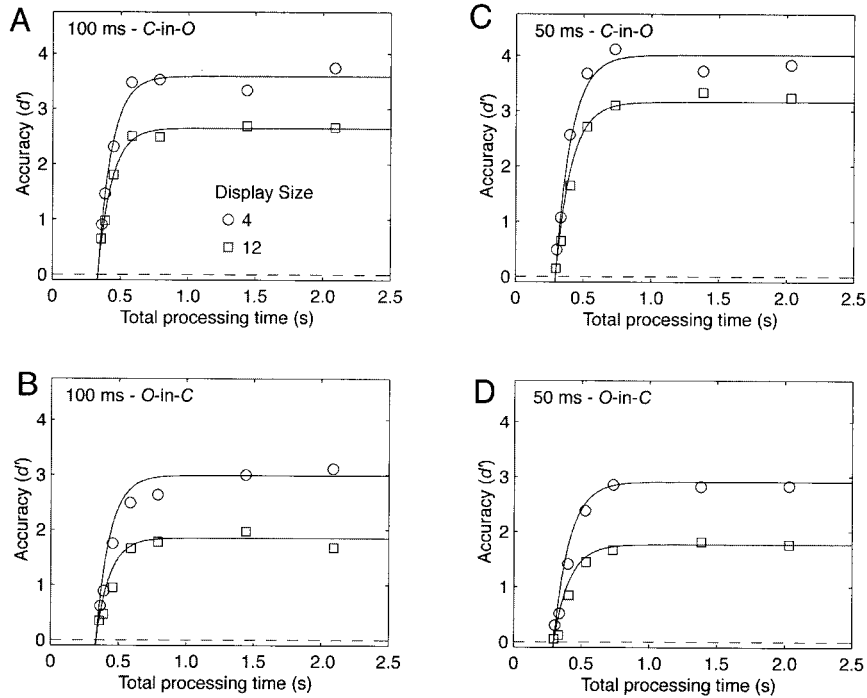 A
100 ms - C-in-O
4
3
2
1
0
Accuracy (d')
Display Size
4
12
0
0.5
1.0
1.5
2.0
2.5
Total processing time (s)
C
50 ms - C-in-O
4
3
2
1
0
Accuracy (d')
0
0.5
1.0
1.5
2.0
2.5
Total processing time (s)
B
100 ms - O-in-C
4
3
2
1
0
Accuracy (d')
0
0.5
1.0
1.5
2.0
2.5
Total processing time (s)
D
50 ms - O-in-C
4
3
2
1
0
Accuracy (d')
0
0.5
1.0
1.5
2.0
2.5
Total processing time (s)